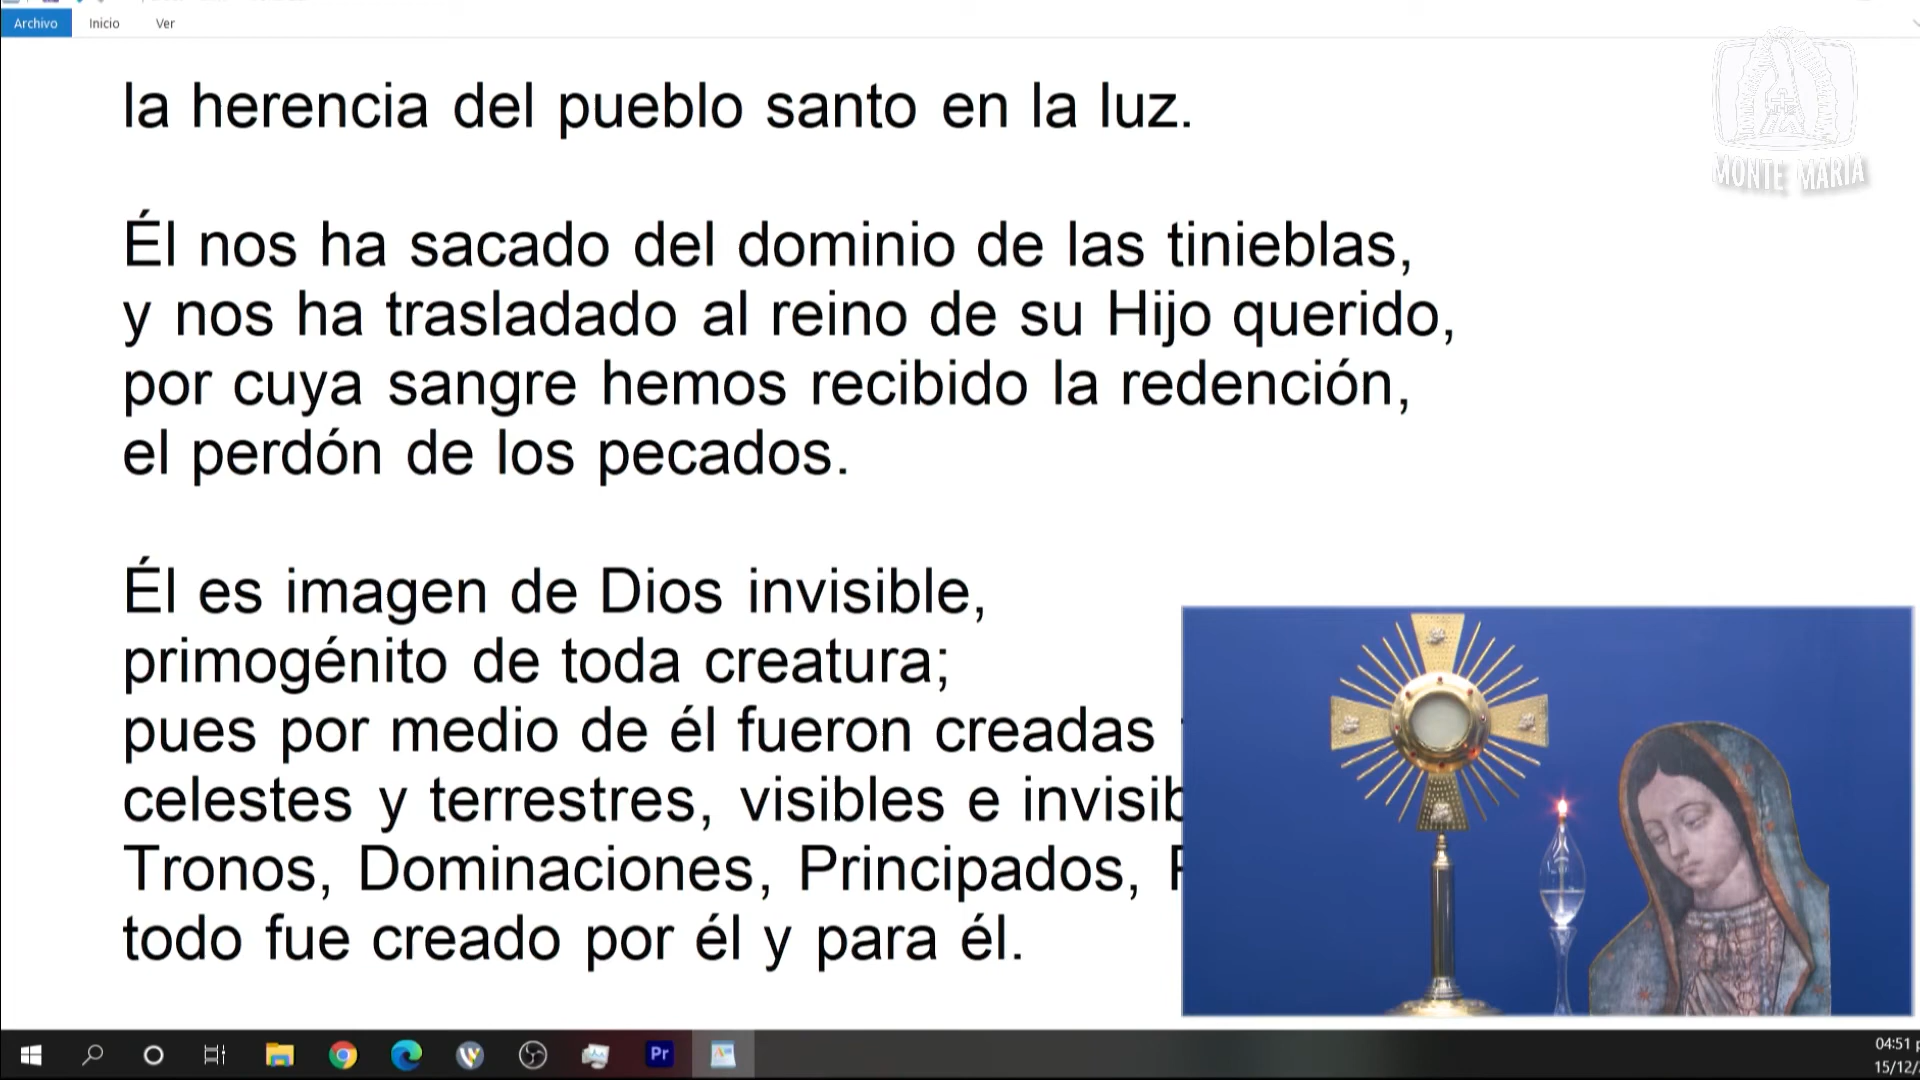 Archivo Inicio Ver
MONTE MARIA
la herencia del pueblo santo en la luz.
Él nos ha sacado del dominio de las tinieblas,
y nos ha trasladado al reino de su Hijo querido,
por cuya sangre hemos recibido la redención,
el perdón de los pecados.
Él es imagen de Dios invisible,
primogénito de toda creatura;
pues por medio de él fueron creadas
celestes y terrestres, visibles e invisib
Tronos, Dominaciones, Principados,
todo fue creado por él y para él.
Pr
04:51 p
15/12/